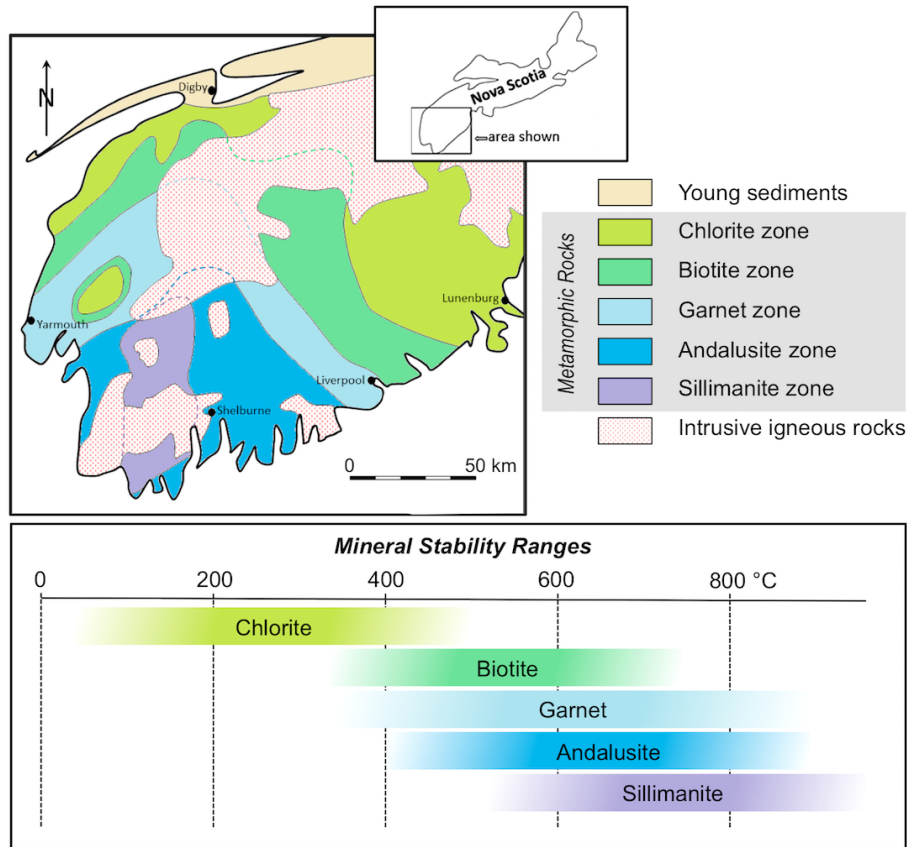 N
Digby
Nova Scotia
⇐area shown
Yarmouth
Lunenburg
Liverpool
Shelburne
0 50 km
Young sediments
Metamorphic Rocks
Chlorite zone
Biotite zone
Garnet zone
Andalusite zone
Sillimanite zone
Intrusive igneous rocks
Mineral Stability Ranges
0 200 400 600 800 °C
Chlorite
Biotite
Garnet
Andalusite
Sillimanite